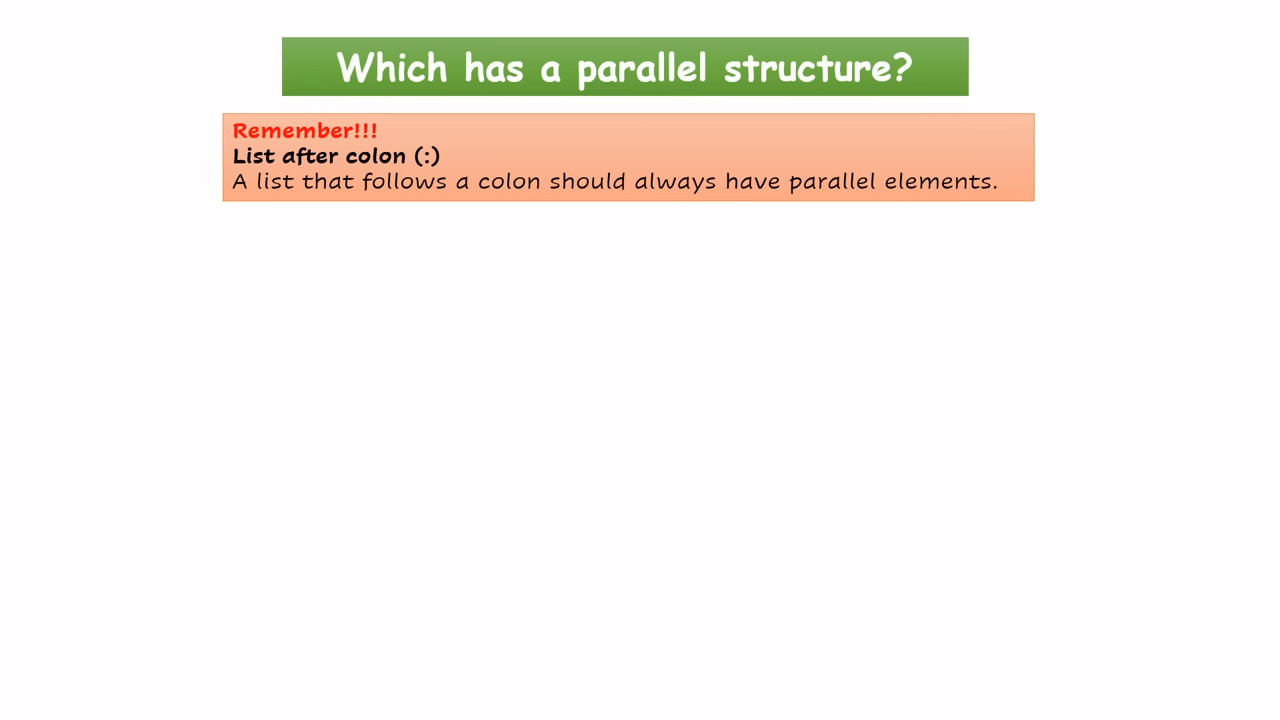 Which has a parallel structure?
Remember!!!
List after colon (:)
A list that follows a colon should always have parallel elements.